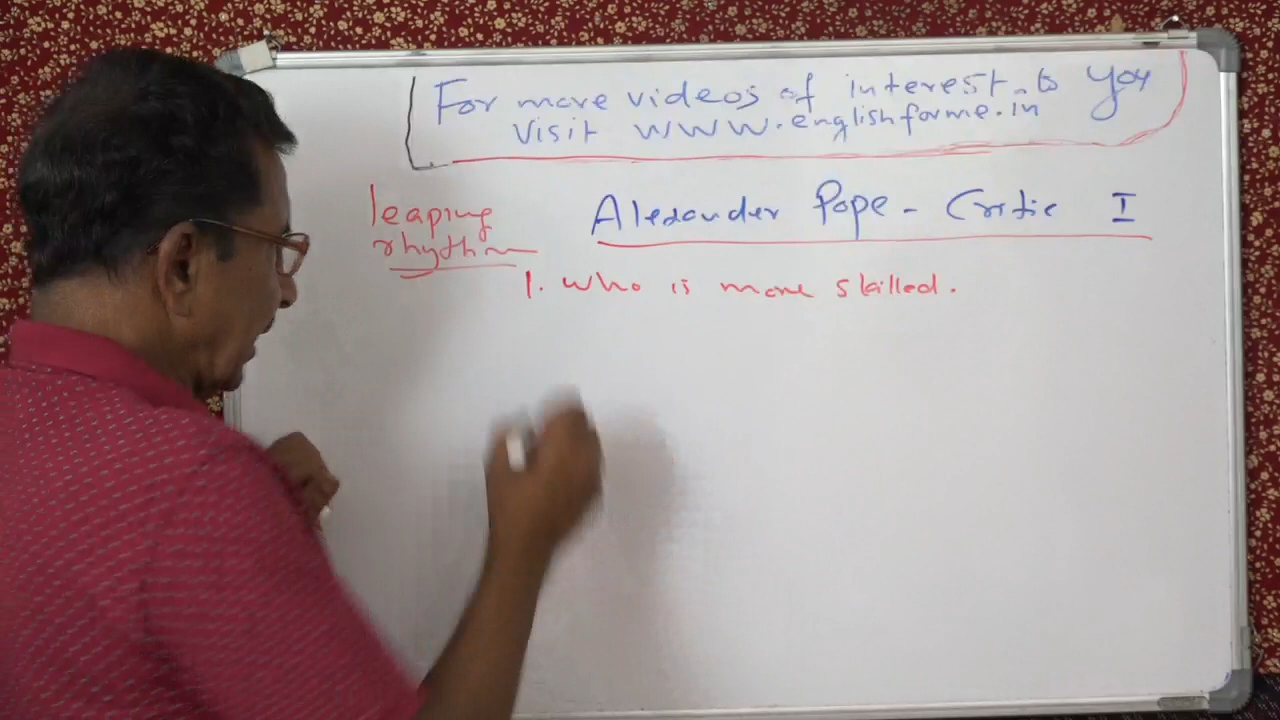 For more videos of interest to you
Visit www.englishforme.in
Alexander Pope - Critic I
leaping
rhythm
1. who is more skilled.